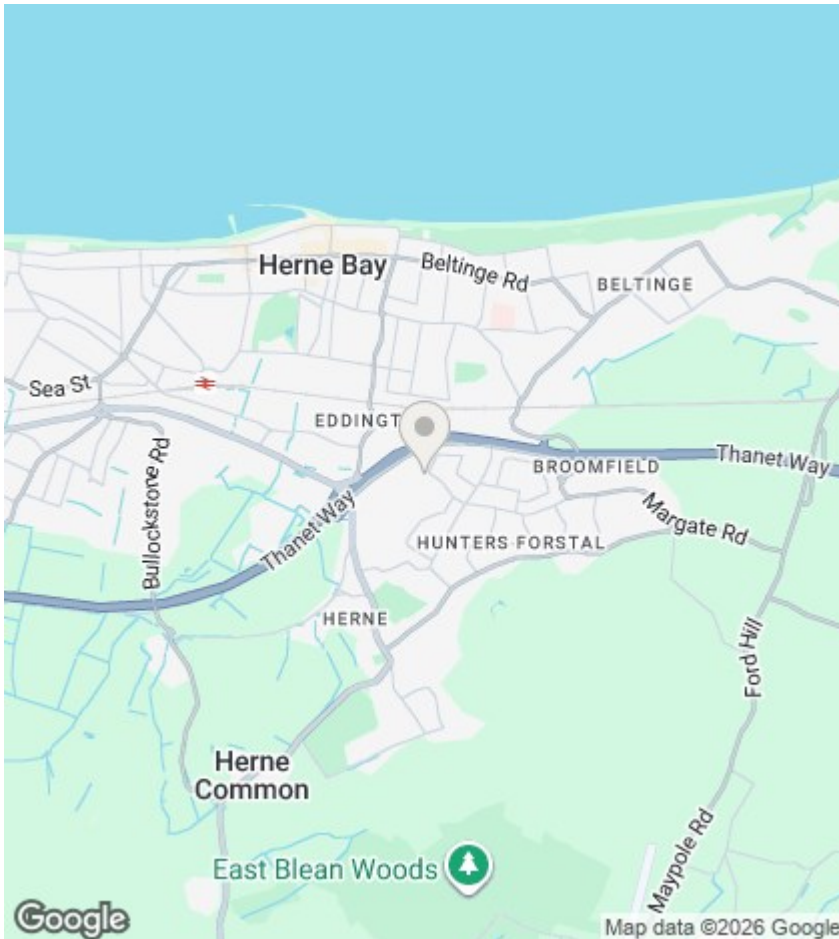 Herne Bay
Beltinge Rd
BELTINGE
Sea St
EDDINGT
Bullockstone Rd
Thanet Way
BROOMFIELD
Thanet Way
Margate Rd
HUNTERS FORSTAL
HERNE
Ford Hill
Herne
Common
East Blean Woods
Maypole Rd
Google
Map data ©2026 Google